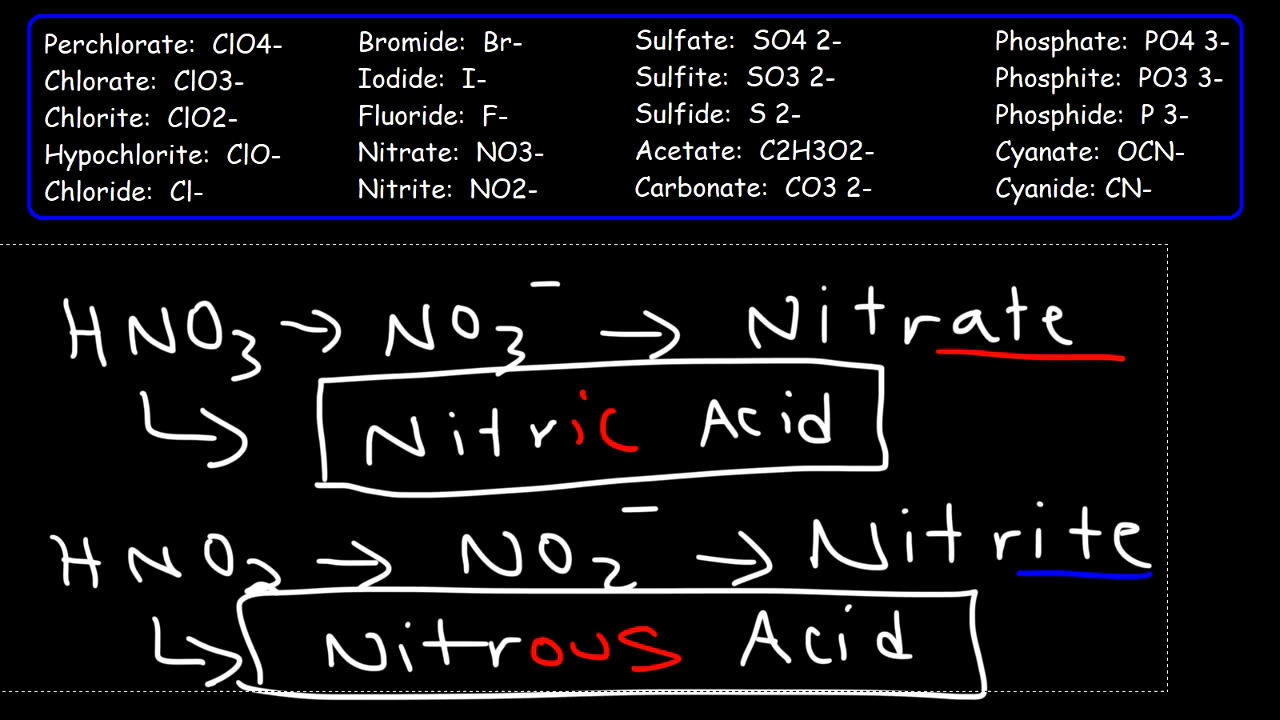 Perchlorate: ClO4-
Chlorate: ClO3-
Chlorite: ClO2-
Hypochlorite: ClO-
Chloride: Cl-
Bromide: Br-
Iodide: I-
Fluoride: F-
Nitrate: NO3-
Nitrite: NO2-
Sulfate: SO4 2-
Sulfite: SO3 2-
Sulfide: S 2-
Acetate: C2H3O2-
Carbonate: CO3 2-
Phosphate: PO4 3-
Phosphite: PO3 3-
Phosphide: P 3-
Cyanate: OCN-
Cyanide: CN-
HNO₃ → NO₃⁻ → Nitrate
↳ Nitric Acid
HNO₂ → NO₂⁻ → Nitrite
↳ Nitrous Acid